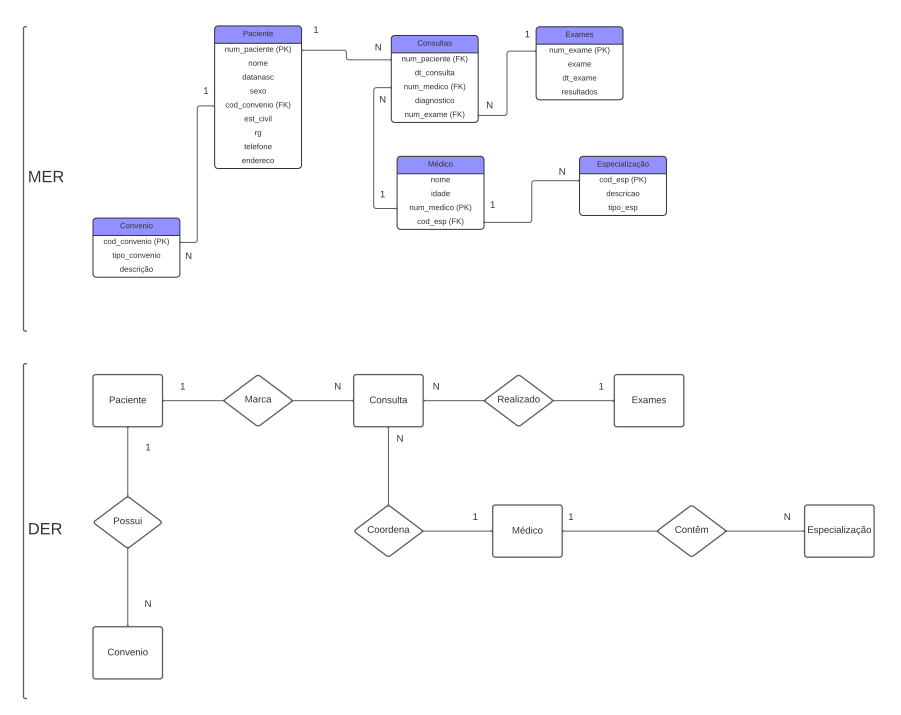 MER
Paciente
num_paciente (PK)
nome
datanasc
sexo
cod_convenio (FK)
est_civil
rg
telefone
endereco
1
N
Consultas
num_paciente (FK)
dt_consulta
num_medico (FK)
diagnostico
num_exame (FK)
1
Exames
num_exame (PK)
exame
dt_exame
resultados
1
N
N
Médico
nome
idade
num_medico (PK)
cod_esp (FK)
1
1
N
Especialização
cod_esp (PK)
descricao
tipo_esp
Convenio
cod_convenio (PK)
tipo_convenio
descrição
N
DER
Paciente
1
Marca
N
Consulta
N
Realizado
1
Exames
1
N
Possui
Coordena
1
Médico
1
Contêm
N
Especialização
N
Convenio